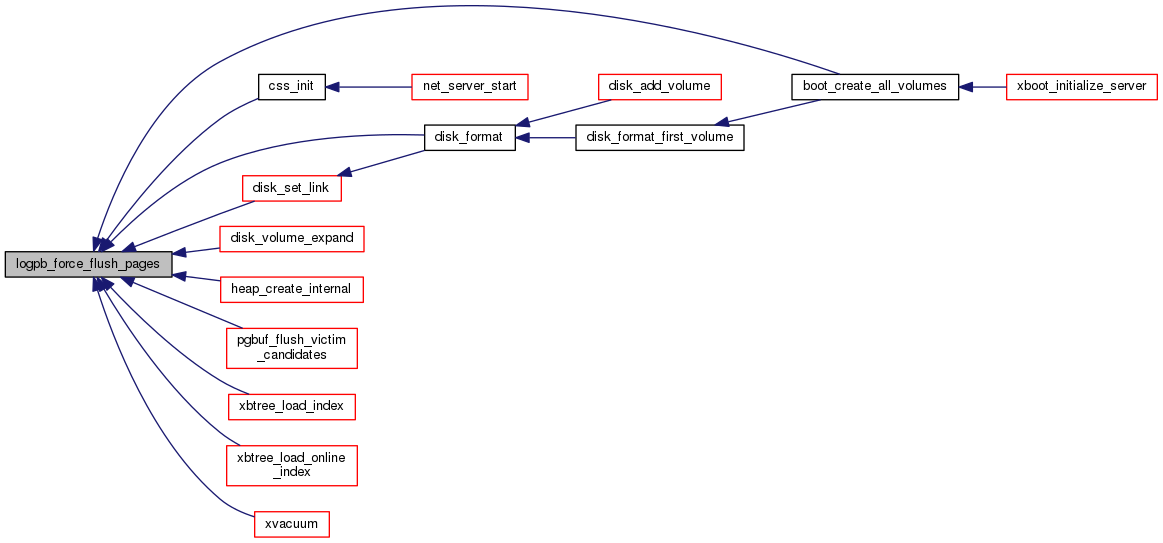 css_init
net_server_start
disk_add_volume
boot_create_all_volumes
xboot_initialize_server
disk_format
disk_format_first_volume
disk_set_link
disk_volume_expand
logpb_force_flush_pages
heap_create_internal
pgbuf_flush_victim
_candidates
xbtree_load_index
xbtree_load_online
_index
xvacuum